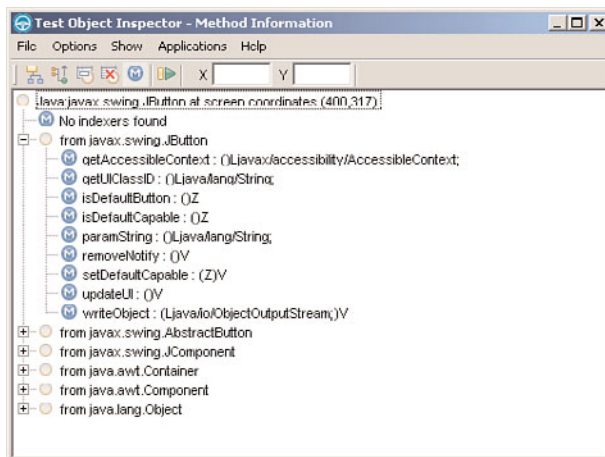 Test Object Inspector - Method Information
File Options Show Applications Help
X Y
Java:javax.swing.JButton at screen coordinates (400,317)
No indexers found
from javax.swing.JButton
getAccessibleContext : ()Ljavax/accessibility/AccessibleContext;
getUIClassID : ()Ljava/lang/String;
isDefaultButton : ()Z
isDefaultCapable : ()Z
paramString : ()Ljava/lang/String;
removeNotify : ()V
setDefaultCapable : (Z)V
updateUI : ()V
writeObject : (Ljava/io/ObjectOutputStream;)V
from javax.swing.AbstractButton
from javax.swing.JComponent
from java.awt.Container
from java.awt.Component
from java.lang.Object